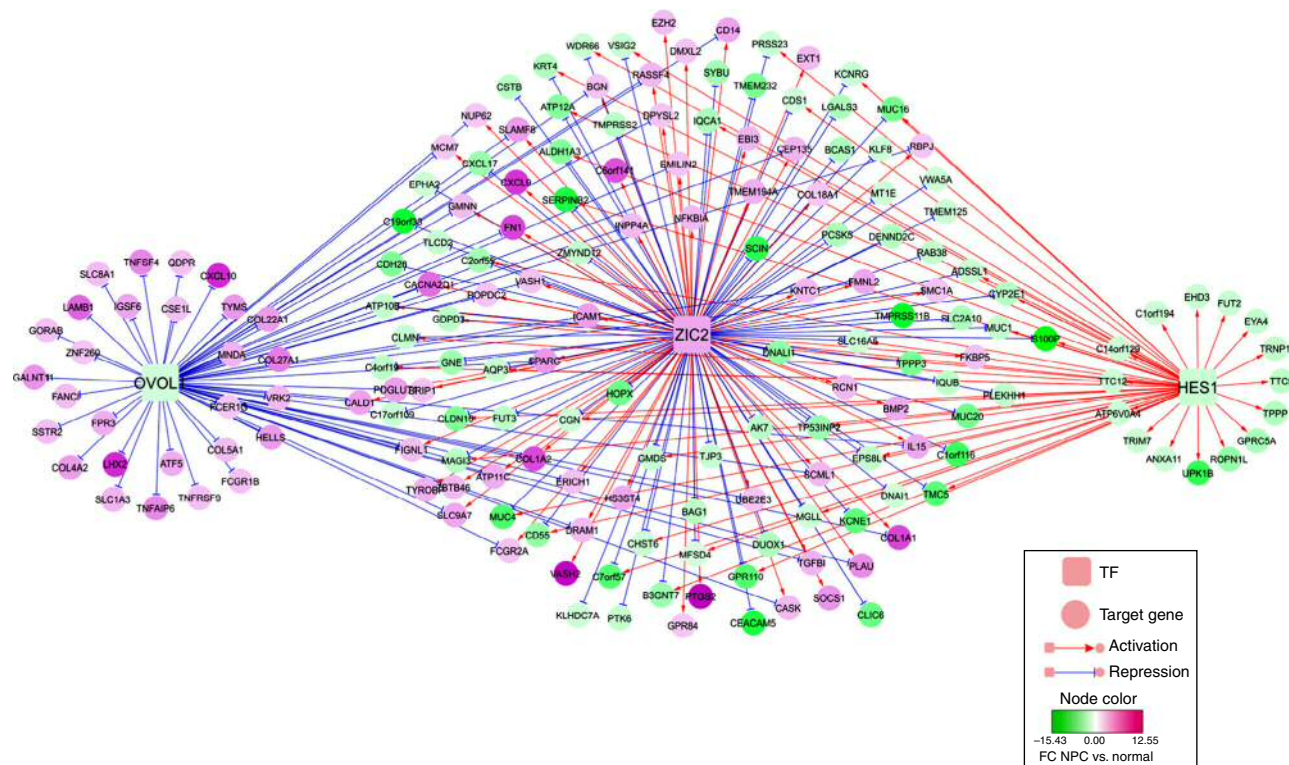 EZH2
CD14
WDR66
VSIG2
DMXL2
PRSS23
EXT1
KRT4
BGN
RASSF4
SYBU
TMEM232
CDS1
KCNRG
CSTB
ATP12A
TMPRSS2
DPYSL2
IQCA1
LGALS3
MUC16
NUP62
SLAMF8
EBI3
MCM7
CXCL17
ALDH1A3
C6orf141
EMILIN2
CEP135
BCAS1
KLF8
RBPJ
EPHA2
CXCL9
SERPINB2
TMEM194A
COL18A1
MT1E
VWA5A
C19orf33
GMNN
FN1
INPP4A
NFKBIA
TMEM125
TLCD2
ZMYND12
SCIN
PCSK5
DENND2C
CDH26
C2orf55
RAB38
ADSSL1
CACNA2D1
VASH1
KNTC1
FMNL2
SMC1A
CYP2E1
ATP10B
POPDC2
GDPD3
ICAM1
ZIC2
TMPRSS11B
SLC2A10
MUC1
S100P
CLMN
SLC16A5
C14orf129
C4orf19
GNE
AQP3
SPARC
DNALI1
TPPP3
FKBP5
IQUB
TTC12
BRIP1
HOPX
RCN1
PLEKHH1
CALD1
C17orf109
CLDN10
FUT3
CGN
BMP2
MUC20
ATP6V0A4
AK7
TP53INP2
IL15
FIGNL1
MAGI3
COL1A2
GMDS
TJP3
EPS8L1
C1orf116
ATP11C
ERICH1
SCML1
TYROBP
ZBTB46
HS3ST4
UBE2E3
DNAI1
TMC5
SLC9A7
MUC4
BAG1
MGLL
KCNE1
CD55
DRAM1
COL1A1
FCGR2A
CHST6
MFSD4
DUOX1
TGFBI
PLAU
VASH2
C7orf57
GPR110
B3GNT7
PTGS2
SOCS1
KLHDC7A
PTK6
GPR84
CASK
CEACAM5
CLIC6
SLC8A1
TNFSF4
QDPR
CXCL10
LAMB1
IGSF6
CSE1L
TYMS
COL22A1
GORAB
ZNF260
MNDA
COL27A1
GALNT11
OVOL1
FANCI
FCER1G
VRK2
SSTR2
FPR3
HELLS
COL4A2
LHX2
ATF5
COL5A1
FCGR1B
SLC1A3
TNFAIP6
TNFRSF9
C1orf194
EHD3
FUT2
EYA4
TRNP1
HES1
TPPP
GPRC5A
TRIM7
ANXA11
UPK1B
ROPN1L
TF
Target gene
Activation
Repression
Node color
−15.43 0.00 12.55
FC NPC vs. normal